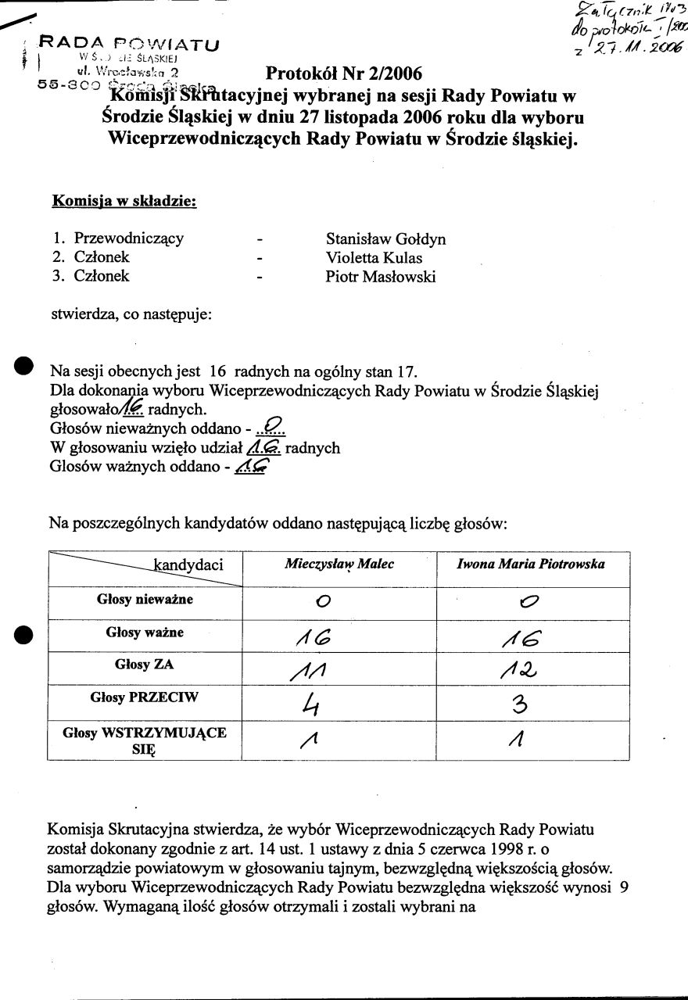 Załącznik Nr 3
do protokółu I/200
z 27.11.2006
RADA POWIATU
W ŚRODZIE ŚLĄSKIEJ
ul. Wrocławska 2
55-300 Środa Śląska
Protokół Nr 2/2006
Komisji Skrutacyjnej wybranej na sesji Rady Powiatu w
Środzie Śląskiej w dniu 27 listopada 2006 roku dla wyboru
Wiceprzewodniczących Rady Powiatu w Środzie śląskiej.
Komisja w składzie:
1. Przewodniczący - Stanisław Gołdyn
2. Członek - Violetta Kulas
3. Członek - Piotr Masłowski
stwierdza, co następuje:
Na sesji obecnych jest 16 radnych na ogólny stan 17.
Dla dokonania wyboru Wiceprzewodniczących Rady Powiatu w Środzie Śląskiej
głosowało 16 radnych.
Głosów nieważnych oddano - 0
W głosowaniu wzięło udział 16 radnych
Glosów ważnych oddano - 16
Na poszczególnych kandydatów oddano następującą liczbę głosów:
kandydaci Mieczysław Malec Iwona Maria Piotrowska
Głosy nieważne 0 0
Głosy ważne 16 16
Głosy ZA 11 12
Głosy PRZECIW 4 3
Głosy WSTRZYMUJĄCE 1 1
SIĘ
Komisja Skrutacyjna stwierdza, że wybór Wiceprzewodniczących Rady Powiatu
został dokonany zgodnie z art. 14 ust. 1 ustawy z dnia 5 czerwca 1998 r. o
samorządzie powiatowym w głosowaniu tajnym, bezwzględną większością głosów.
Dla wyboru Wiceprzewodniczących Rady Powiatu bezwzględna większość wynosi 9
głosów. Wymaganą ilość głosów otrzymali i zostali wybrani na